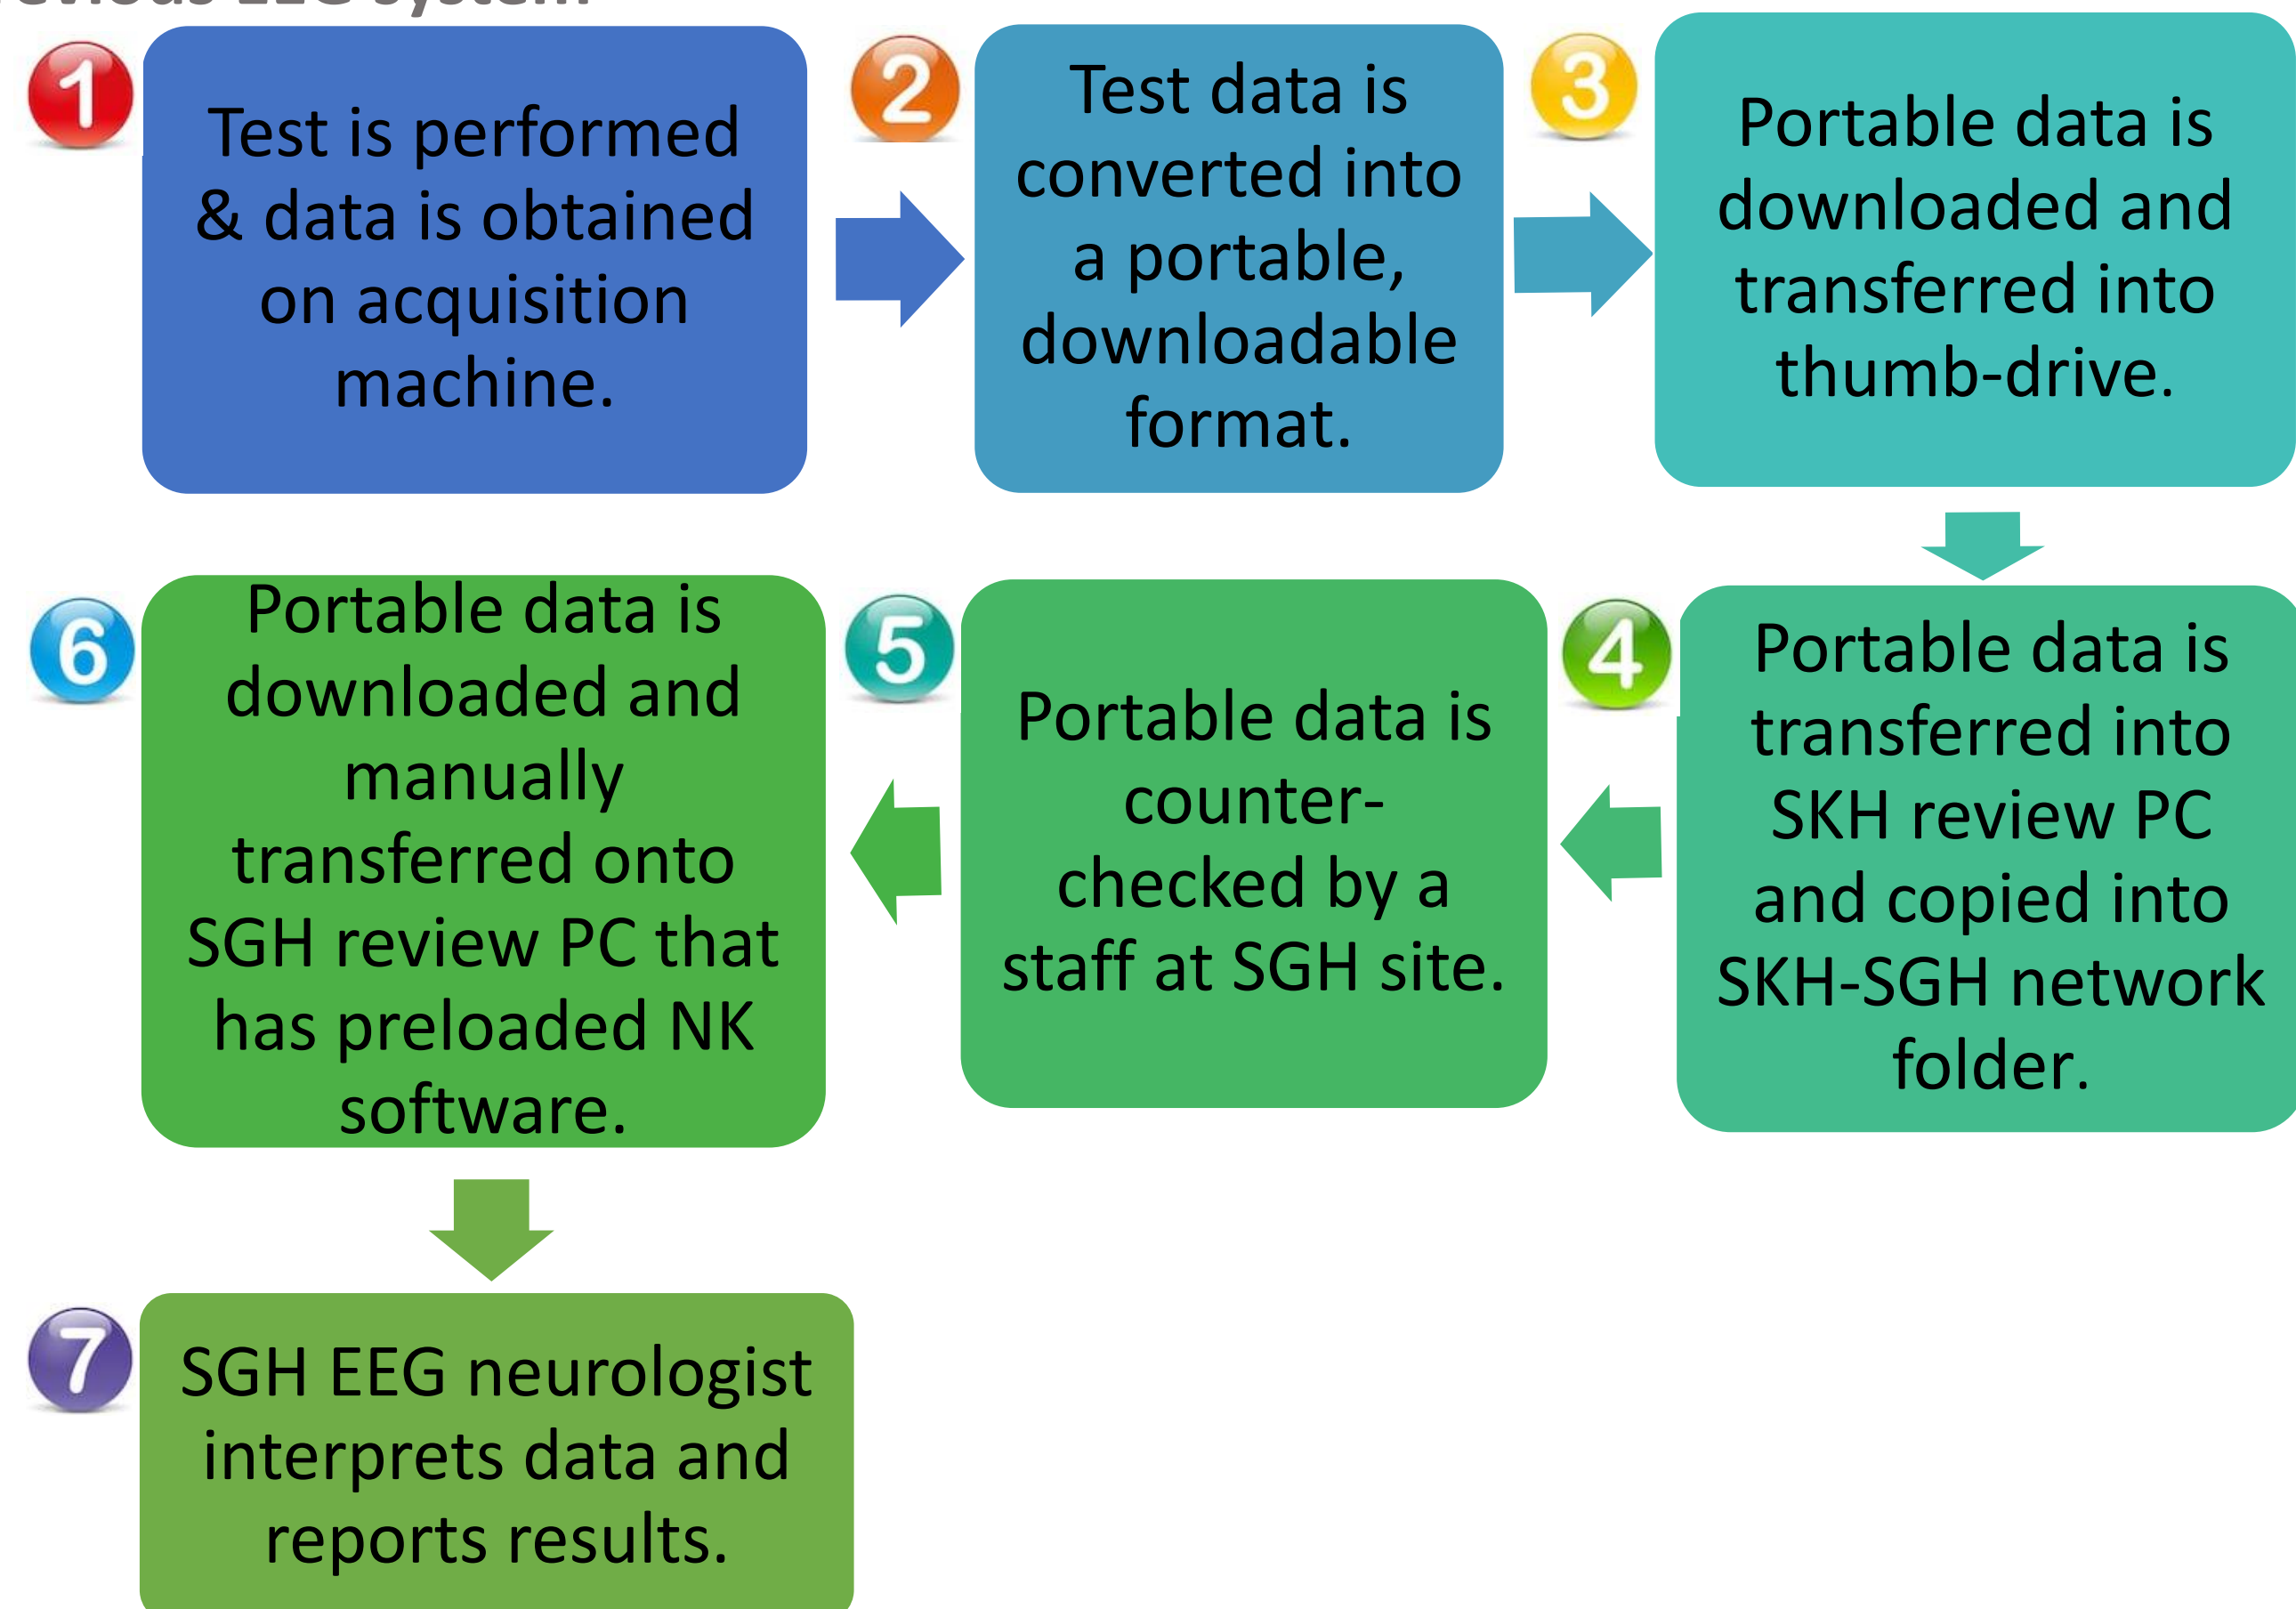 1
Test is performed
& data is obtained
on acquisition
machine.
2
Test data is
converted into
a portable,
downloadable
format.
3
Portable data is
downloaded and
transferred into
thumb-drive.
4
Portable data is
transferred into
SKH review PC
and copied into
SKH-SGH network
folder.
5
Portable data is
counter-
checked by a
staff at SGH site.
6
Portable data is
downloaded and
manually
transferred onto
SGH review PC that
has preloaded NK
software.
7
SGH EEG neurologist
interprets data and
reports results.